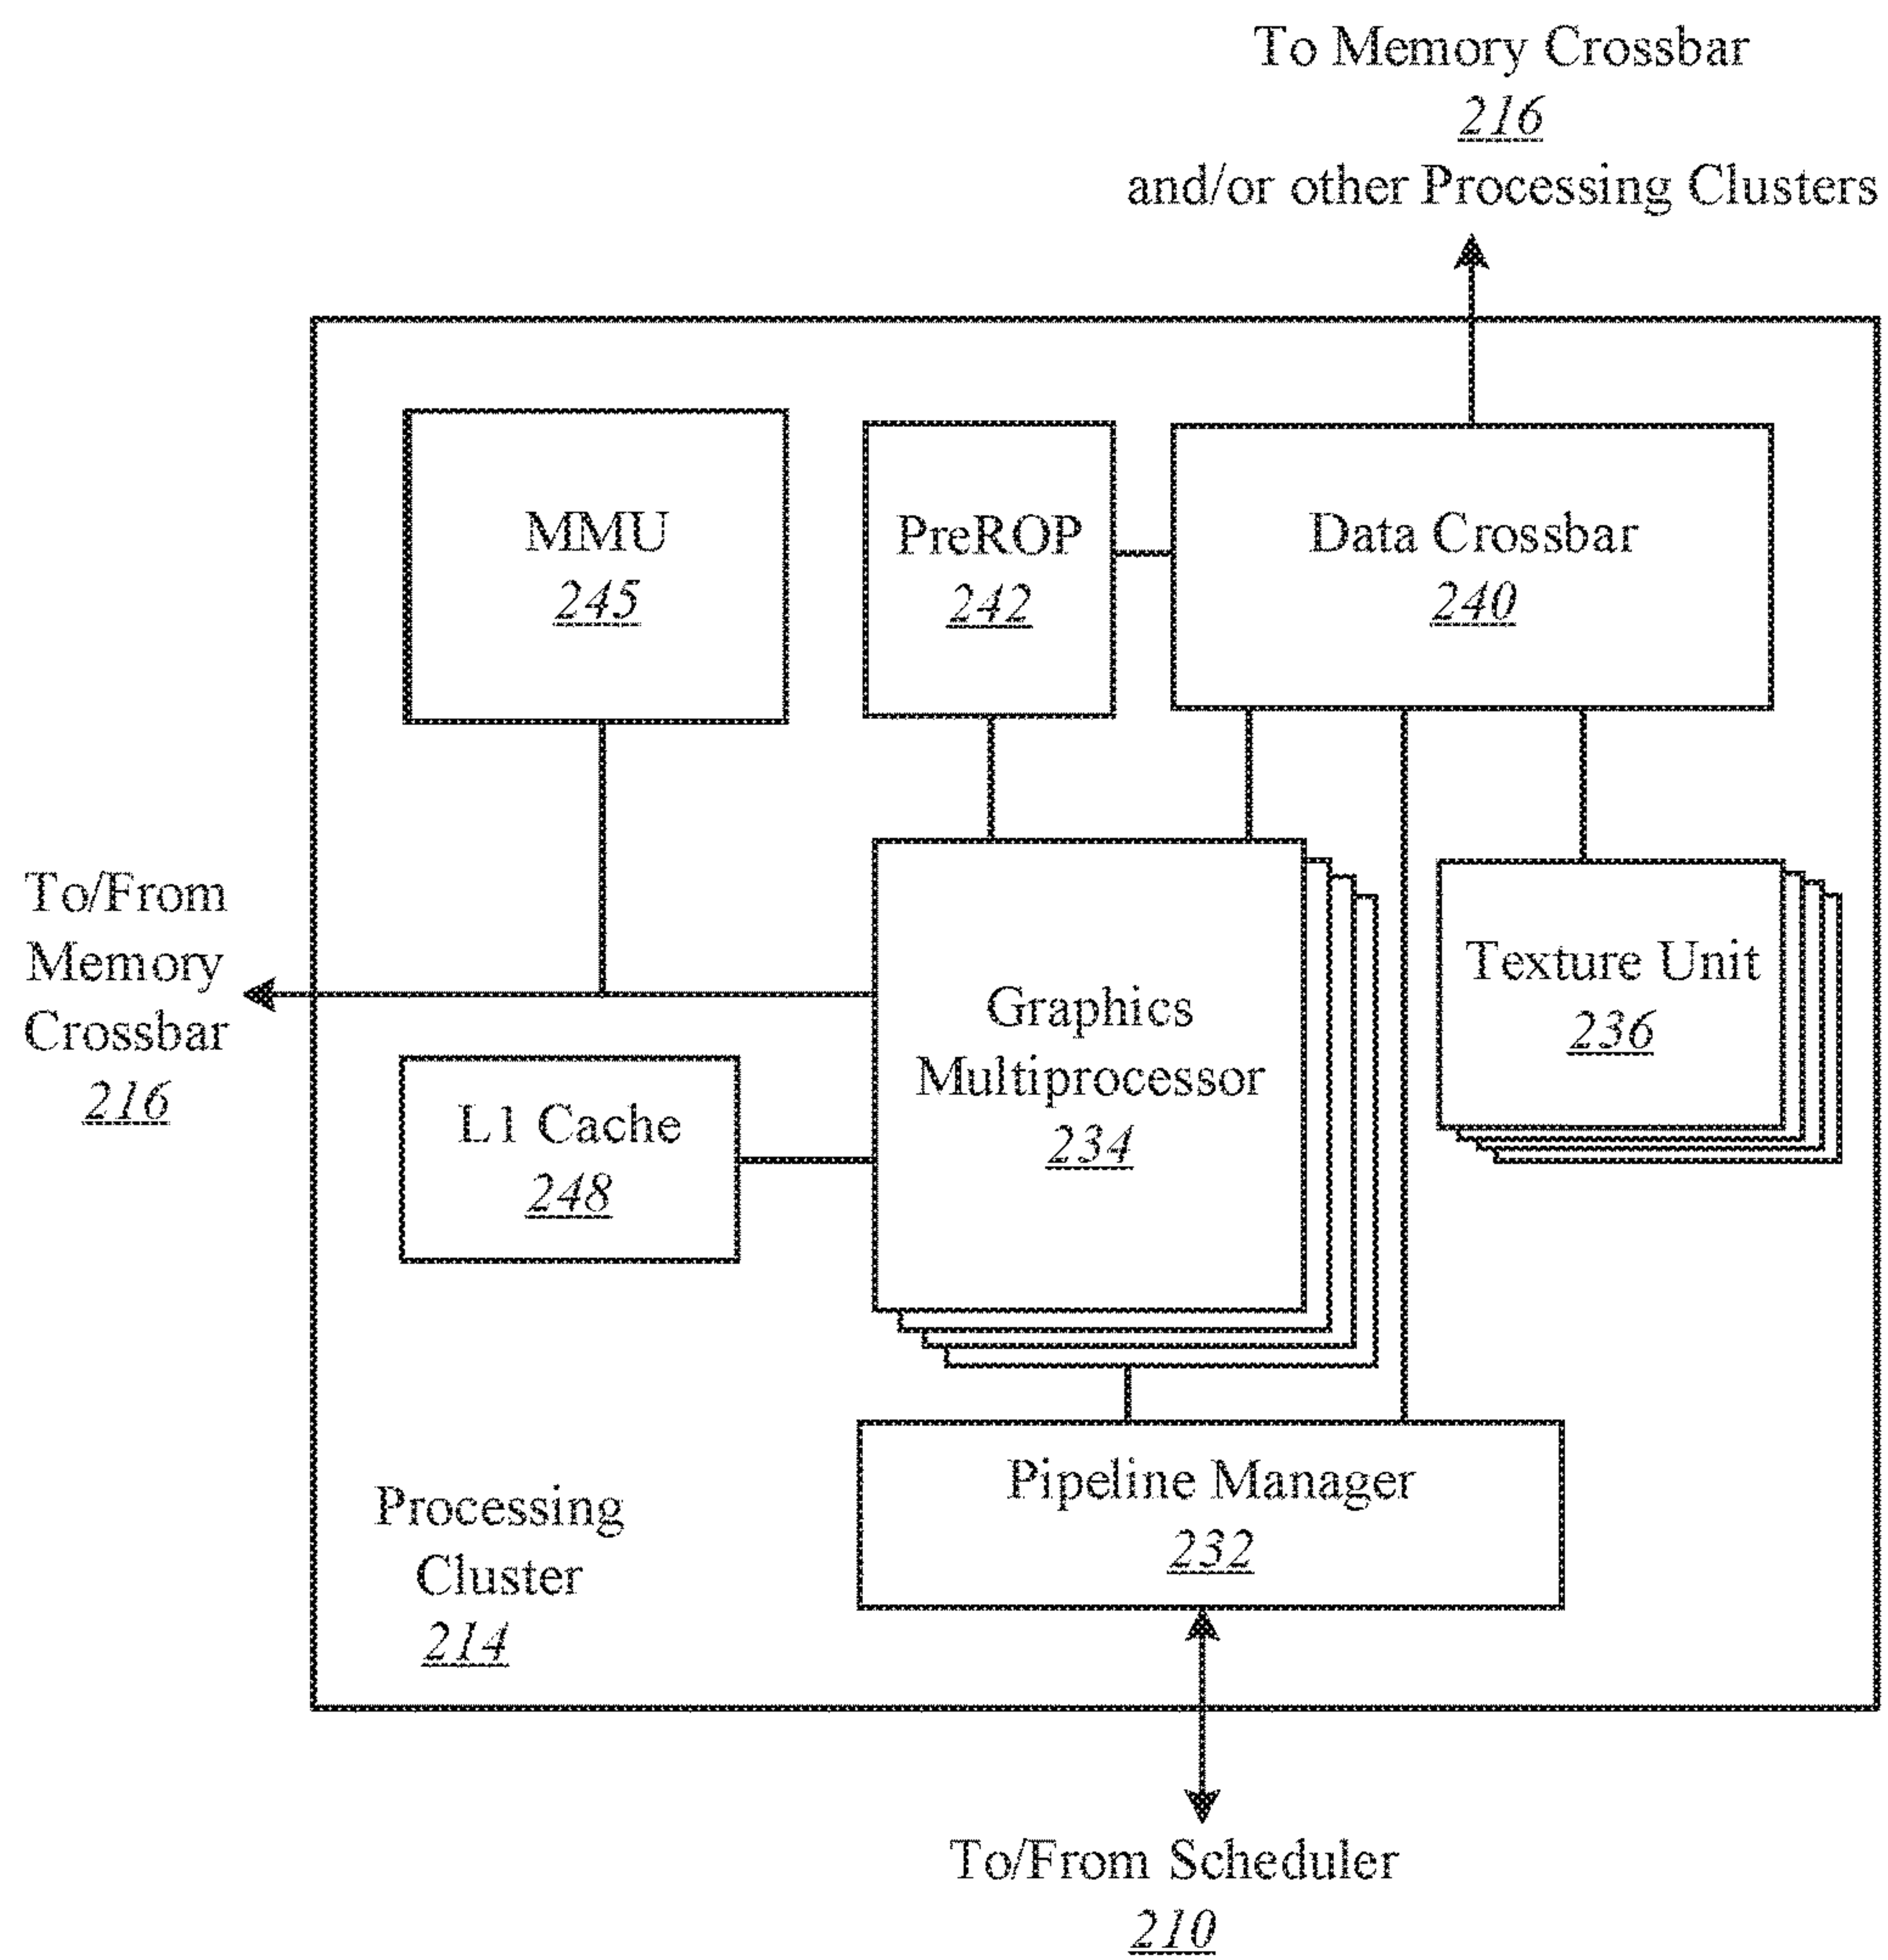 To Memory Crossbar
216
and/or other Processing Clusters
MMU
245
PreROP
242
Data Crossbar
240
To/From
Memory
Crossbar
216
Graphics
Multiprocessor
234
Texture Unit
236
L1 Cache
248
Pipeline Manager
232
Processing
Cluster
214
To/From Scheduler
210